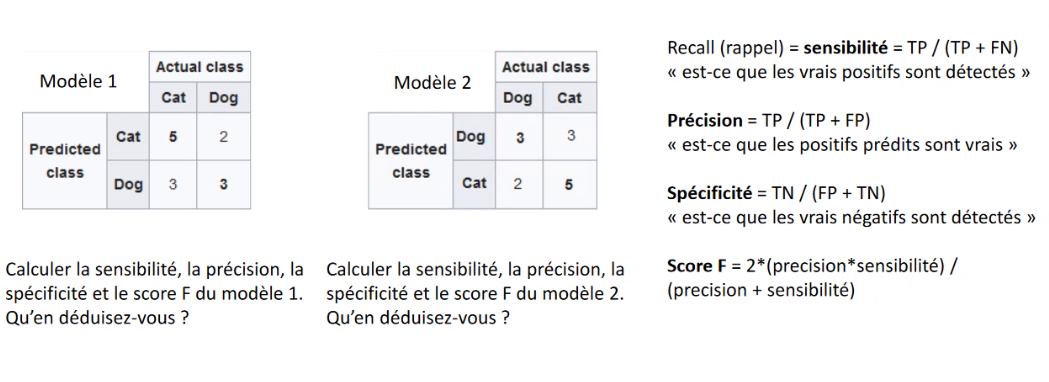 Modèle 1
Actual class
Cat Dog
Predicted class
Cat 5 2
Dog 3 3
Calculer la sensibilité, la précision, la
spécificité et le score F du modèle 1.
Qu'en déduisez-vous ?
Modèle 2
Actual class
Dog Cat
Predicted class
Dog 3 3
Cat 2 5
Calculer la sensibilité, la précision, la
spécificité et le score F du modèle 2.
Qu'en déduisez-vous ?
Recall (rappel) = sensibilité = TP / (TP + FN)
« est-ce que les vrais positifs sont détectés »
Précision = TP / (TP + FP)
« est-ce que les positifs prédits sont vrais »
Spécificité = TN / (FP + TN)
« est-ce que les vrais négatifs sont détectés »
Score F = 2*(precision*sensibilité) /
(precision + sensibilité)